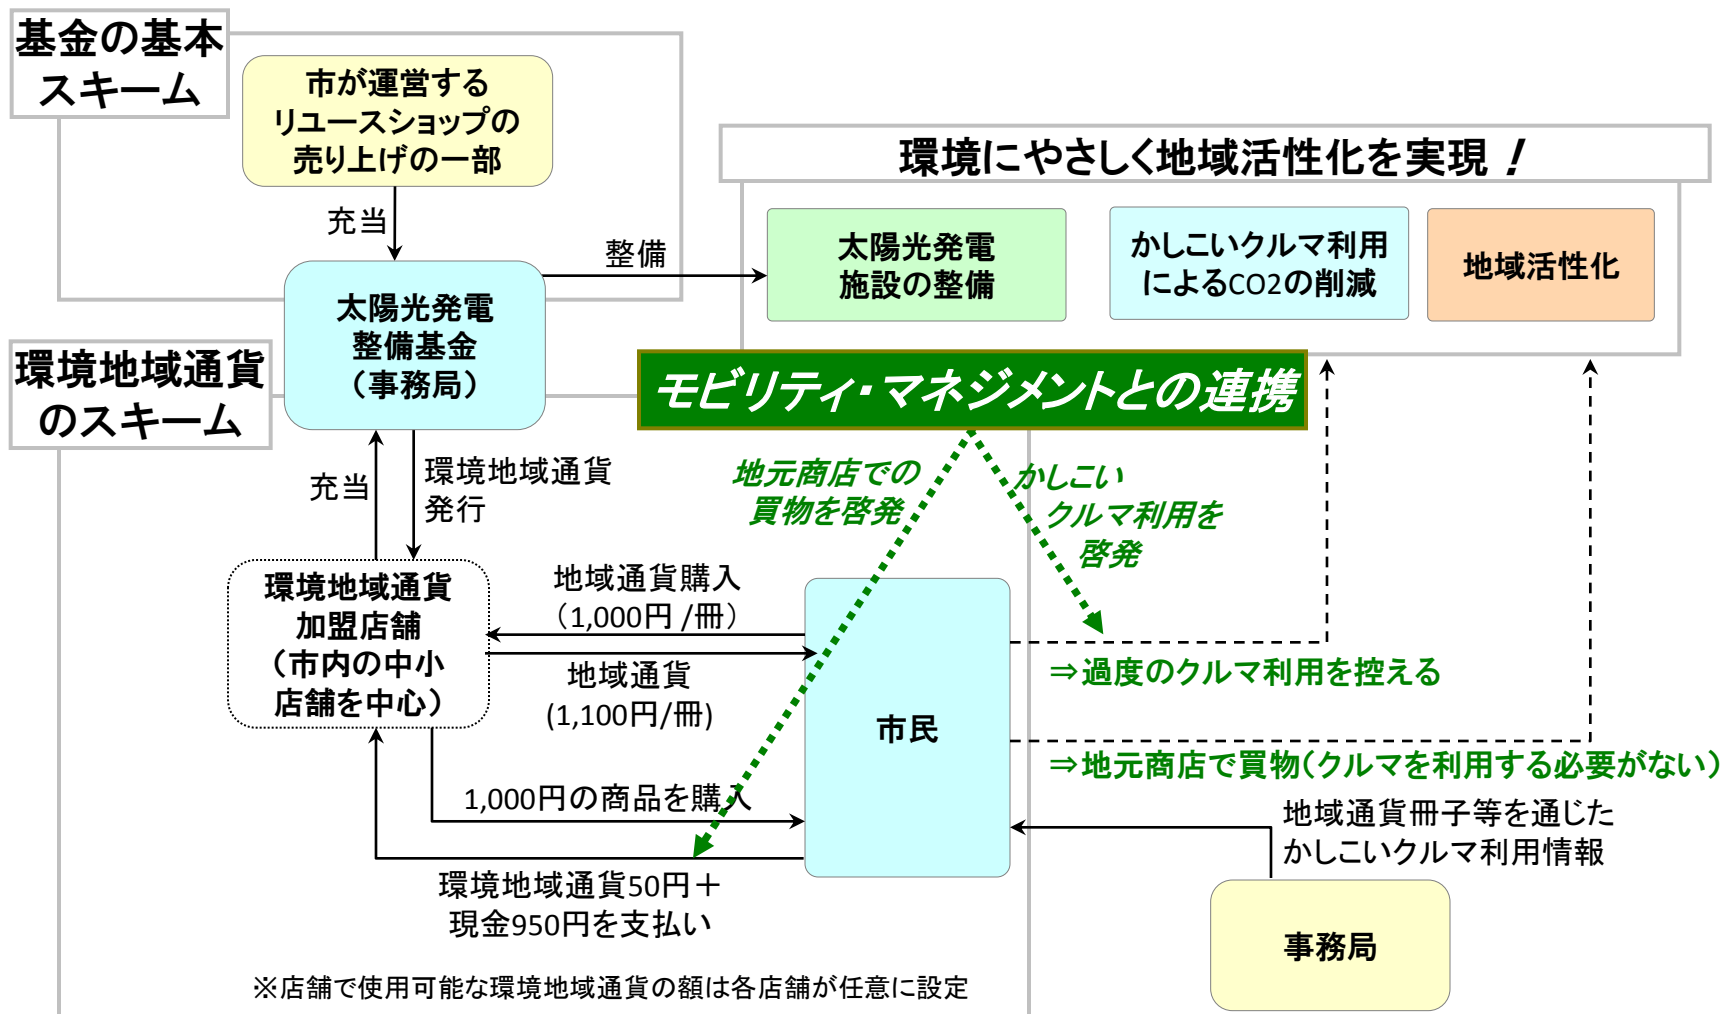 基金の基本
スキーム
市が運営する
リユースショップの
売り上げの一部
充当
整備
太陽光発電
整備基金
（事務局）
環境にやさしく地域活性化を実現！
太陽光発電
施設の整備
かしこいクルマ利用
によるCO2の削減
地域活性化
環境地域通貨
のスキーム
モビリティ・マネジメントとの連携
充当
環境地域通貨
発行
地元商店での
買物を啓発
かしこい
クルマ利用を
啓発
環境地域通貨
加盟店舗
（市内の中小
店舗を中心）
地域通貨購入
（1,000円 /冊）
地域通貨
(1,100円/冊)
市民
⇒過度のクルマ利用を控える
⇒地元商店で買物（クルマを利用する必要がない）
1,000円の商品を購入
環境地域通貨50円＋
現金950円を支払い
地域通貨冊子等を通じた
かしこいクルマ利用情報
事務局
※店舗で使用可能な環境地域通貨の額は各店舗が任意に設定